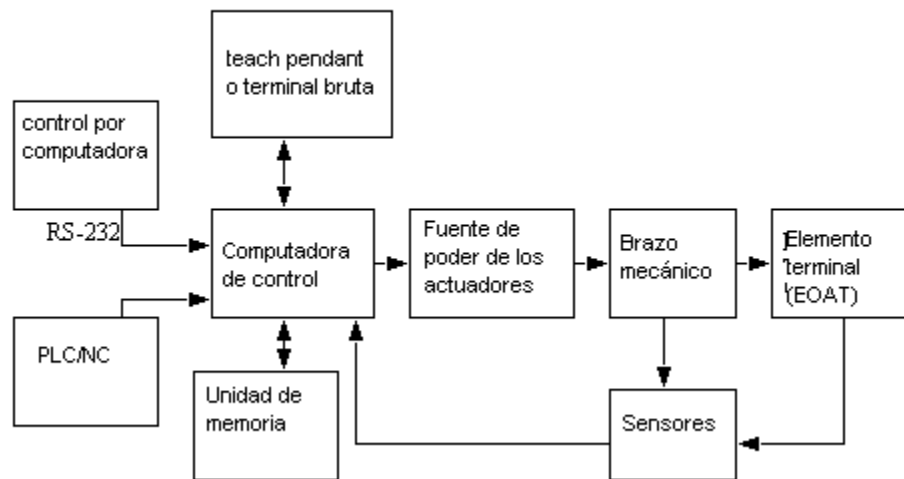 teach pendant
o terminal bruta
control por
computadora
RS-232
Computadora
de control
Fuente de
poder de los
actuadores
Brazo
mecánico
Elemento
terminal
(EOAT)
PLC/NC
Unidad de
memoria
Sensores